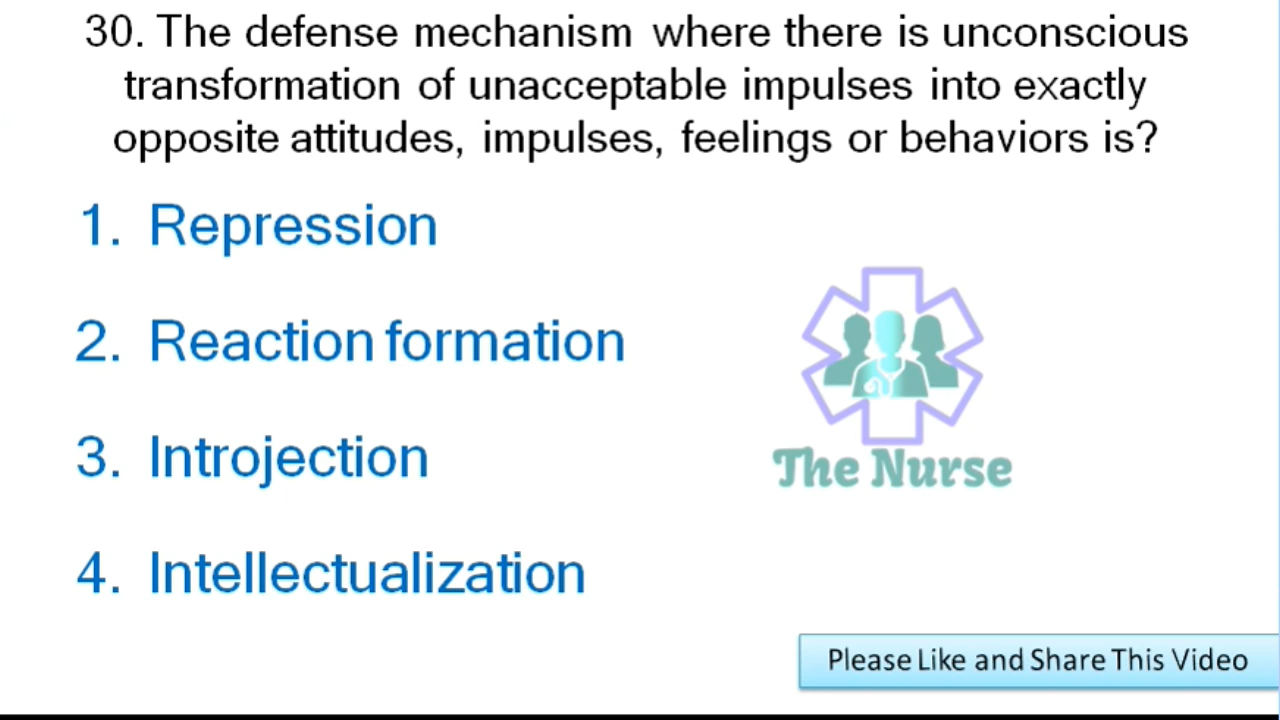 30. The defense mechanism where there is unconscious
transformation of unacceptable impulses into exactly
opposite attitudes, impulses, feelings or behaviors is?
1. Repression
2. Reaction formation
3. Introjection
4. Intellectualization
The Nurse
Please Like and Share This Video